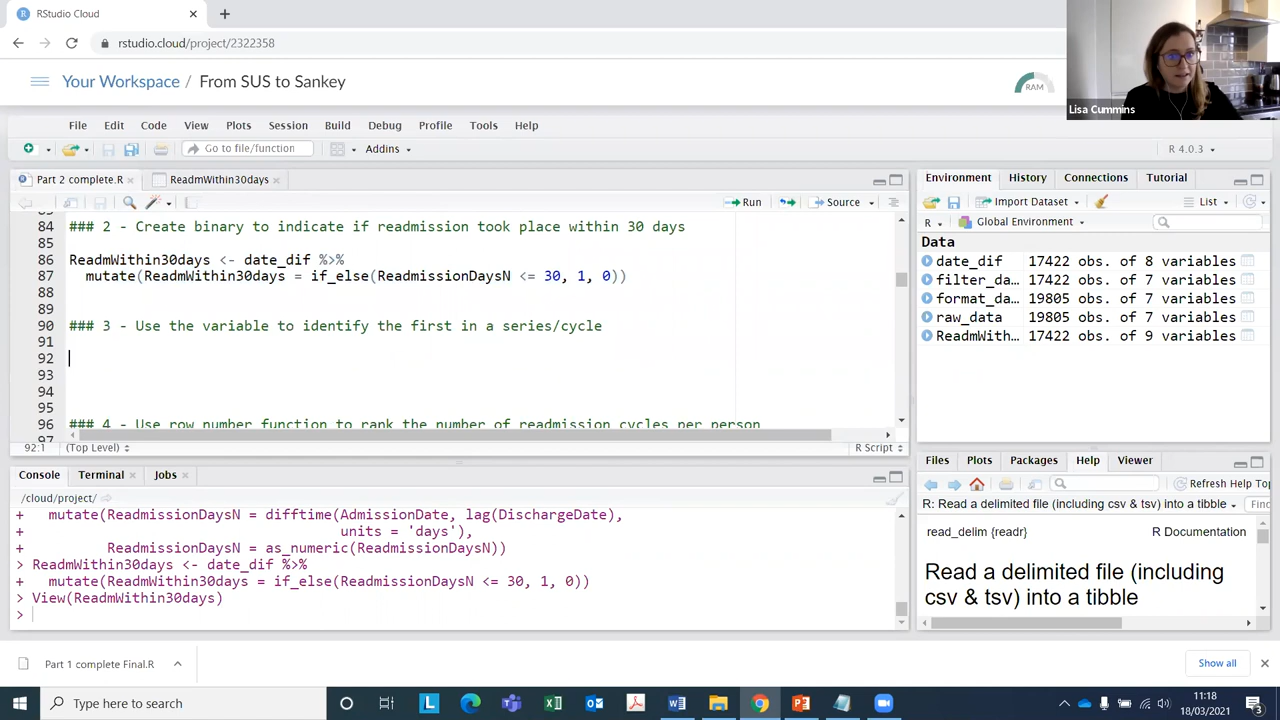 RStudio Cloud
rstudio.cloud/project/2322358
Your Workspace / From SUS to Sankey
RAM
Lisa Cummins
File Edit Code View Plots Session Build Debug Profile Tools Help
Go to file/function Addins R 4.0.3
Part 2 complete.R ReadmWithin30days
Run Source
84 ### 2 - Create binary to indicate if readmission took place within 30 days
85
86 ReadmWithin30days <- date_dif %>%
87 mutate(ReadmWithin30days = if_else(ReadmissionDaysN <= 30, 1, 0))
88
89
90 ### 3 - Use the variable to identify the first in a series/cycle
91
92
93
94
95
96 ### 4 - Use row number function to rank the number of readmission cycles per person
97
92:1 (Top Level) R Script
Console Terminal Jobs
/cloud/project/
+ mutate(ReadmissionDaysN = difftime(AdmissionDate, lag(DischargeDate),
+ units = 'days'),
+ ReadmissionDaysN = as_numeric(ReadmissionDaysN))
> ReadmWithin30days <- date_dif %>%
+ mutate(ReadmWithin30days = if_else(ReadmissionDaysN <= 30, 1, 0))
> View(ReadmWithin30days)
>
Environment History Connections Tutorial
Import Dataset List
R Global Environment
Data
date_dif 17422 obs. of 8 variables
filter_da… 17422 obs. of 7 variables
format_da… 19805 obs. of 7 variables
raw_data 19805 obs. of 7 variables
ReadmWith… 17422 obs. of 9 variables
Files Plots Packages Help Viewer
Refresh Help Top
R: Read a delimited file (including csv & tsv) into a tibble
read_delim {readr} R Documentation
Read a delimited file (including
csv & tsv) into a tibble
Part 1 complete Final.R Show all
Type here to search
11:18
18/03/2021
3